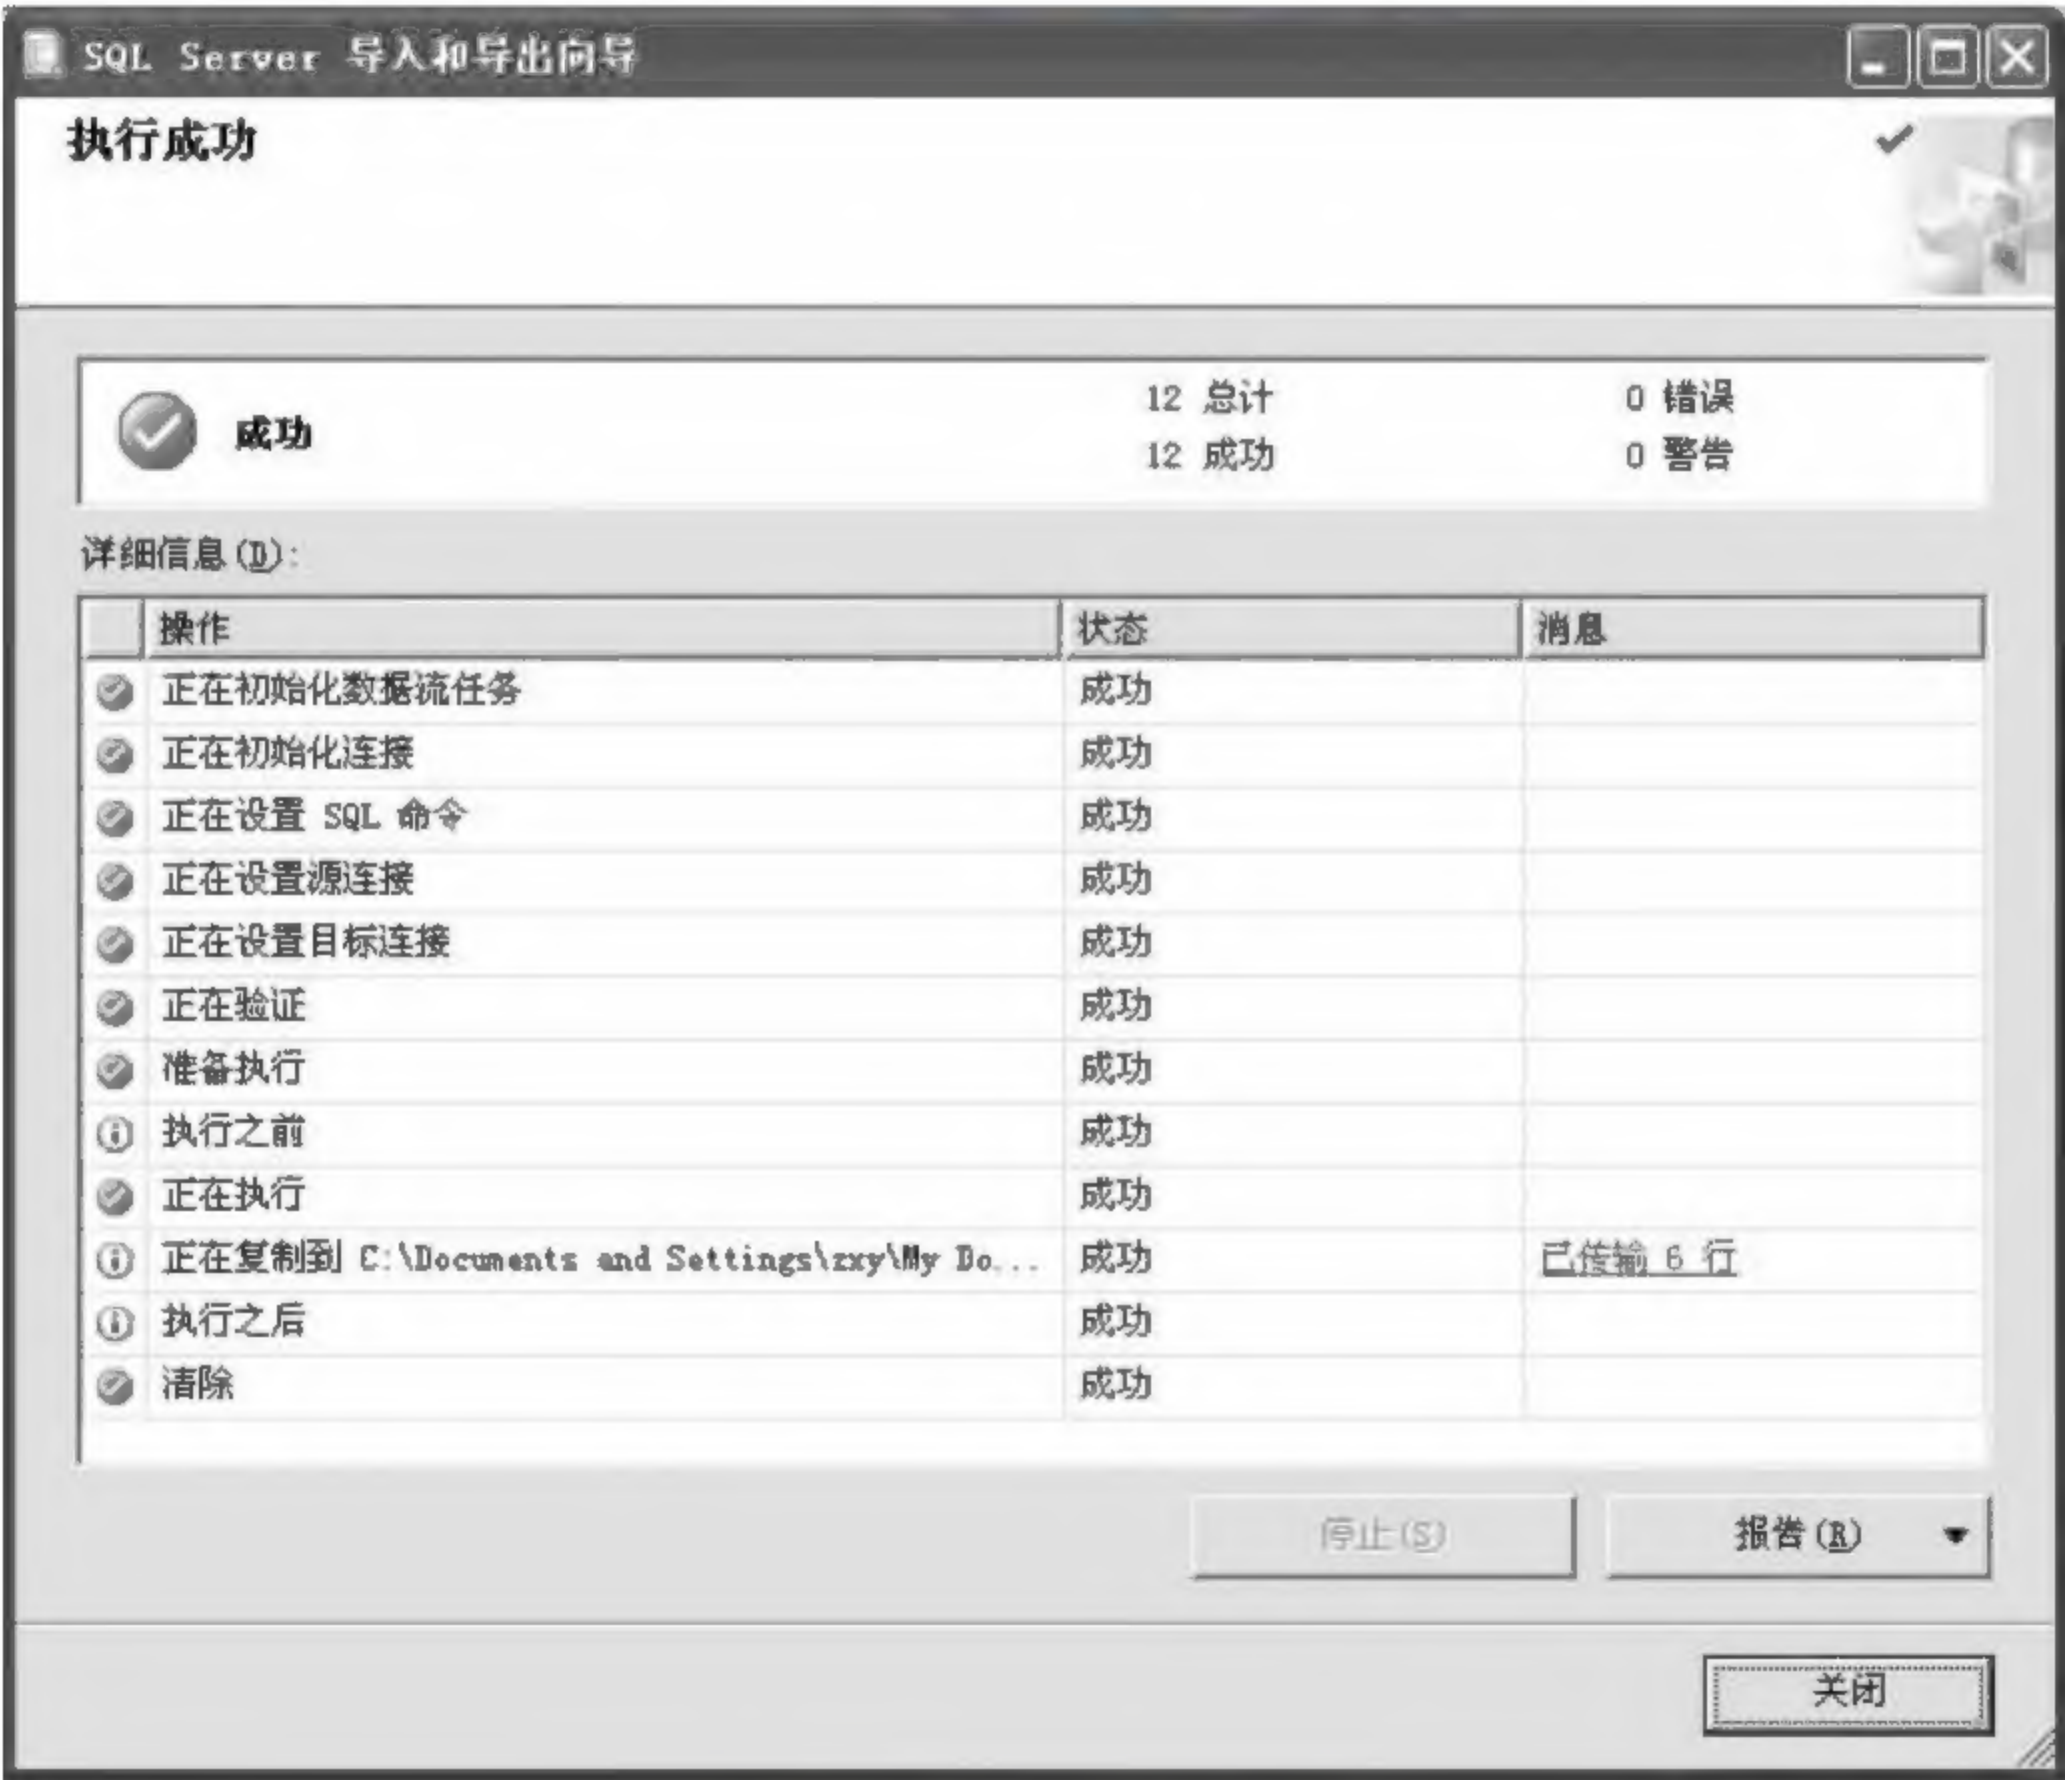 SQL Server 导入和导出向导
执行成功
成功
12 总计
0 错误
12 成功
0 警告
详细信息(D):
操作 状态 消息
正在初始化数据流任务 成功
正在初始化连接 成功
正在设置 SQL 命令 成功
正在设置源连接 成功
正在设置目标连接 成功
正在验证 成功
准备执行 成功
执行之前 成功
正在执行 成功
正在复制到 C:\Documents and Settings\zxy\My Do... 成功 已传输 6 行
执行之后 成功
清除 成功
停止(S) 报告(R)
关闭